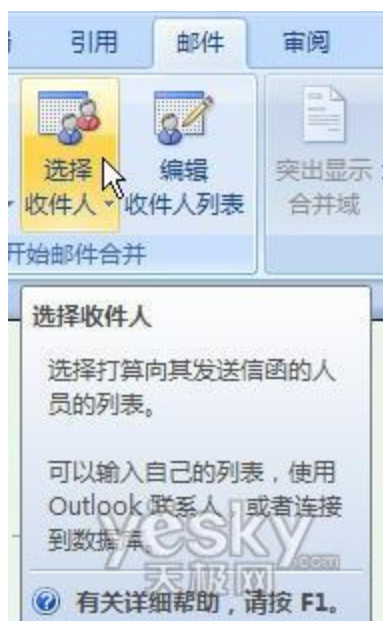 引用 邮件 审阅
选择 编辑 突出显示
收件人 收件人列表 合并域
开始邮件合并
选择收件人
选择打算向其发送信函的人
员的列表。
可以输入自己的列表，使用
Outlook 联系人，或者连接
到数据库。
yesky
.com
天极网
有关详细帮助，请按 F1。